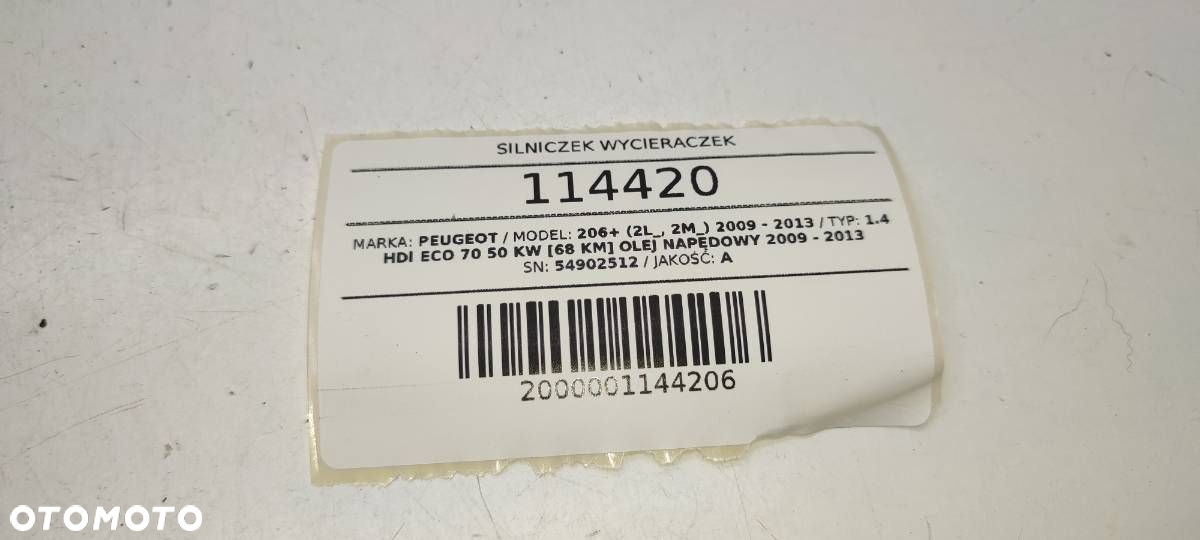 SILNICZEK WYCIERACZEK
114420
MARKA: PEUGEOT / MODEL: 206+ (2L_, 2M_) 2009 - 2013 / TYP: 1.4
HDI ECO 70 50 KW [68 KM] OLEJ NAPĘDOWY 2009 - 2013
SN: 54902512 / JAKOŚĆ: A
2000001144206
OTOMOTO